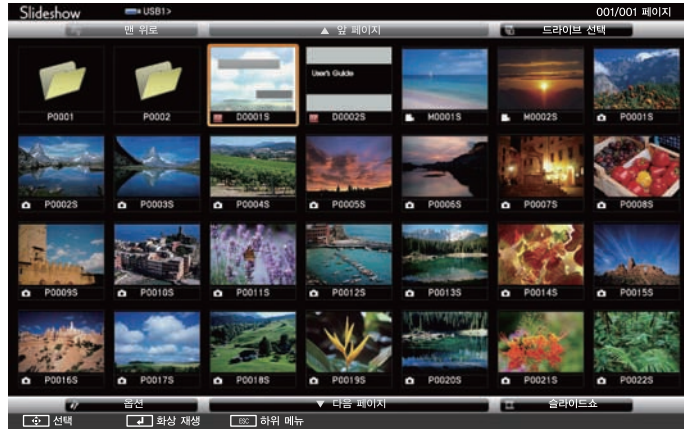 Slideshow USB1> 001/001 페이지
맨 위로 ▲ 앞 페이지 드라이브 선택
User's Guide
P0001 P0002 D0001S D0002S M0001S M0002S P0001S
P0002S P0003S P0004S P0005S P0006S P0007S P0008S
P0009S P0010S P0011S P0012S P0013S P0014S P0015S
P0016S P0017S P0018S P0019S P0020S P0021S P0022S
옵션 ▼ 다음 페이지 슬라이드쇼
선택 화상 재생 ESC 하위 메뉴